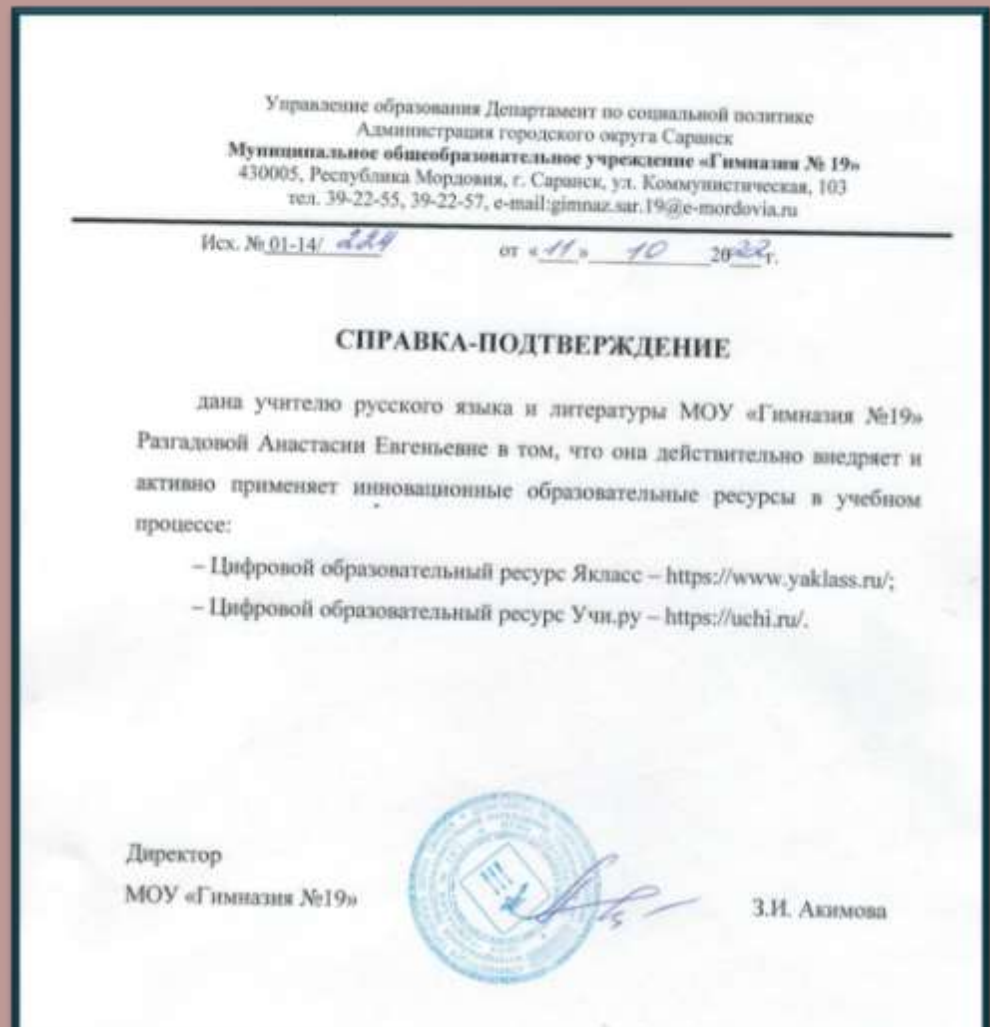 Управление образования Департамент по социальной политике
Администрация городского округа Саранск
Муниципальное общеобразовательное учреждение «Гимназия № 19»
430005, Республика Мордовия, г. Саранск, ул. Коммунистическая, 103
тел. 39-22-55, 39-22-57, e-mail:gimnaz.sar.19@e-mordovia.ru
Исх. № 01-14/ 224 от «11» 10 2022г.
СПРАВКА-ПОДТВЕРЖДЕНИЕ
дана учителю русского языка и литературы МОУ «Гимназия №19»
Разгадовой Анастасии Евгеньевне в том, что она действительно внедряет и
активно применяет инновационные образовательные ресурсы в учебном
процессе:
– Цифровой образовательный ресурс Якласс – https://www.yaklass.ru/;
– Цифровой образовательный ресурс Учи.ру – https://uchi.ru/.
Директор
МОУ «Гимназия №19»
З.И. Акимова